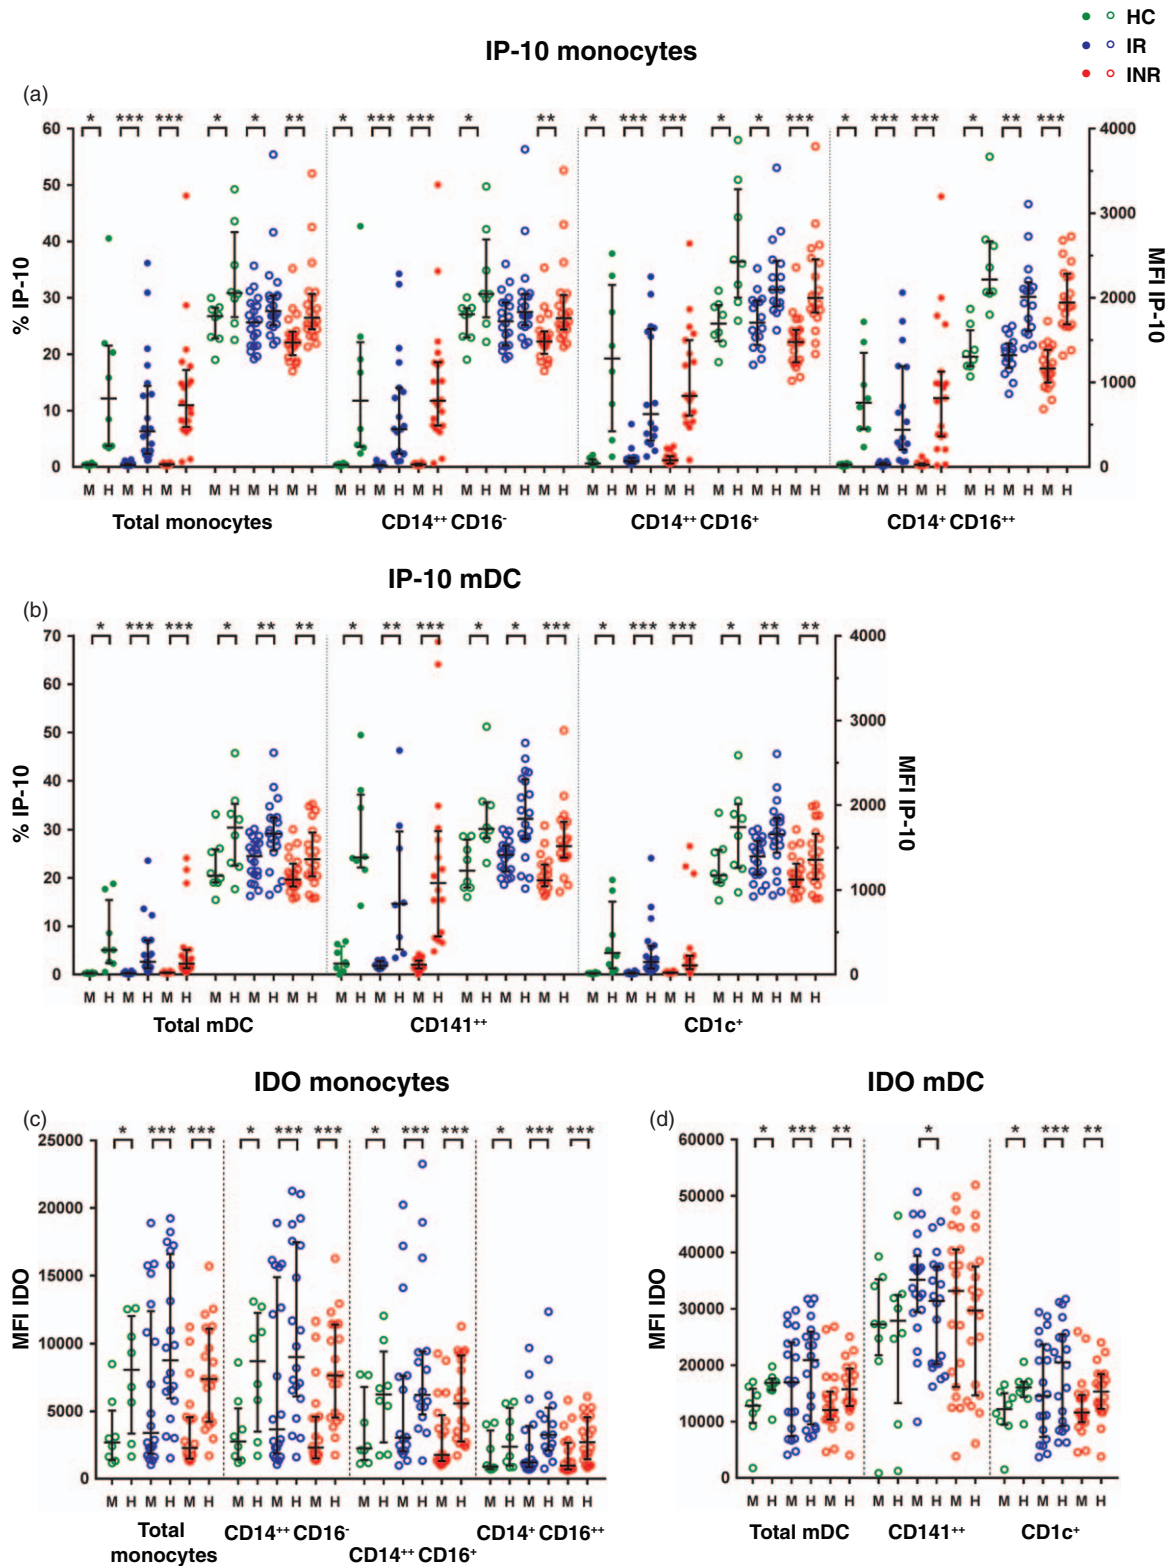 HC
IR
INR
IP-10 monocytes
(a)
* *** *** * * ** * *** *** * ** * *** *** * * *** * *** *** * ** ***
60 4000
50
3000
40
% IP-10
MFI IP-10
30
2000
20
1000
10
0 0
M H M H M H M H M H M H M H M H M H M H M H M H M H M H M H M H M H M H M H M H M H M H M H M H
Total monocytes CD14++ CD16- CD14++ CD16+ CD14+ CD16++
IP-10 mDC
(b)
* *** *** * ** ** * ** *** * * *** * *** *** * ** **
70 4000
60
50 3000
40
% IP-10
MFI IP-10
2000
30
20
1000
10
0 0
M H M H M H M H M H M H M H M H M H M H M H M H M H M H M H M H M H M H
Total mDC CD141++ CD1c+
IDO monocytes
(c)
* *** *** * *** *** * *** *** * *** ***
25000
20000
15000
MFI IDO
10000
5000
0
M H M H M H M H M H M H M H M H M H M H M H M H
Total monocytes CD14++ CD16- CD14++ CD16+ CD14+ CD16++
IDO mDC
(d)
* *** ** * * *** **
60000
50000
40000
MFI IDO
30000
20000
10000
0
M H M H M H M H M H M H M H M H M H
Total mDC CD141++ CD1c+